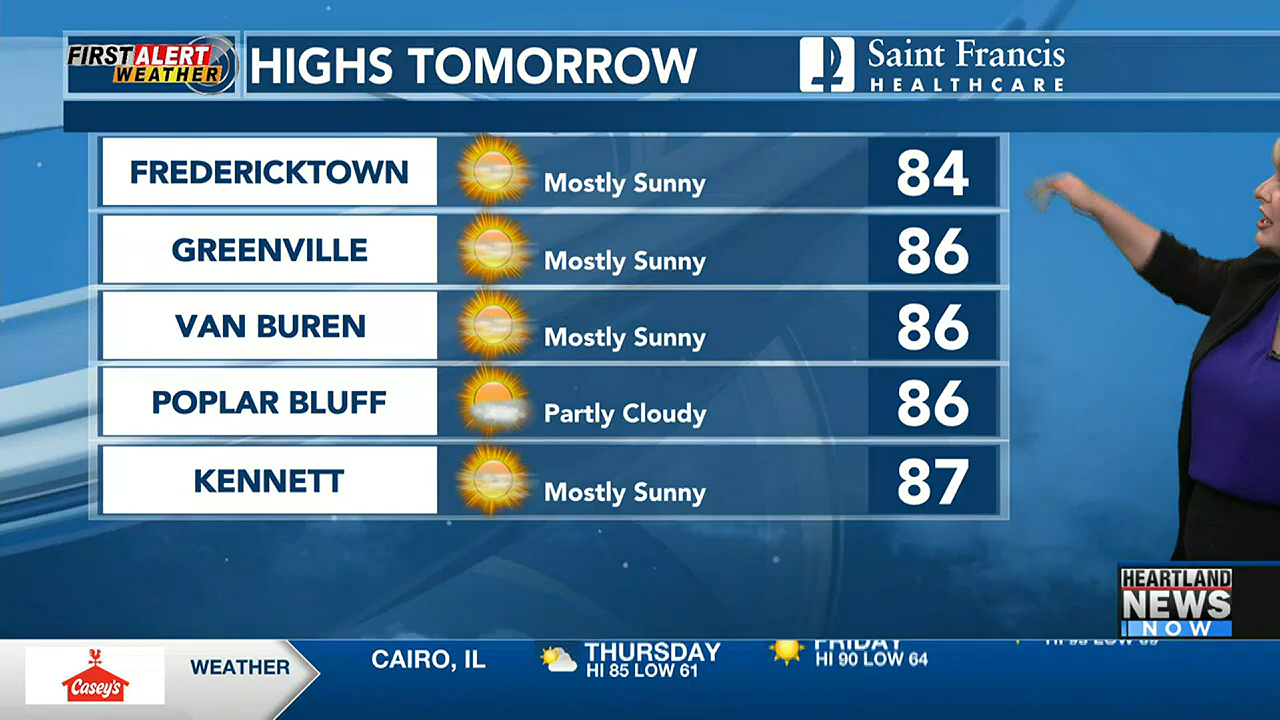 FIRST ALERT
WEATHER
HIGHS TOMORROW
Saint Francis
HEALTHCARE
FREDERICKTOWN
Mostly Sunny
84
GREENVILLE
Mostly Sunny
86
VAN BUREN
Mostly Sunny
86
POPLAR BLUFF
Partly Cloudy
86
KENNETT
Mostly Sunny
87
HEARTLAND
NEWS
NOW
Casey's
WEATHER
CAIRO, IL
THURSDAY
HI 85 LOW 61
FRIDAY
HI 90 LOW 64